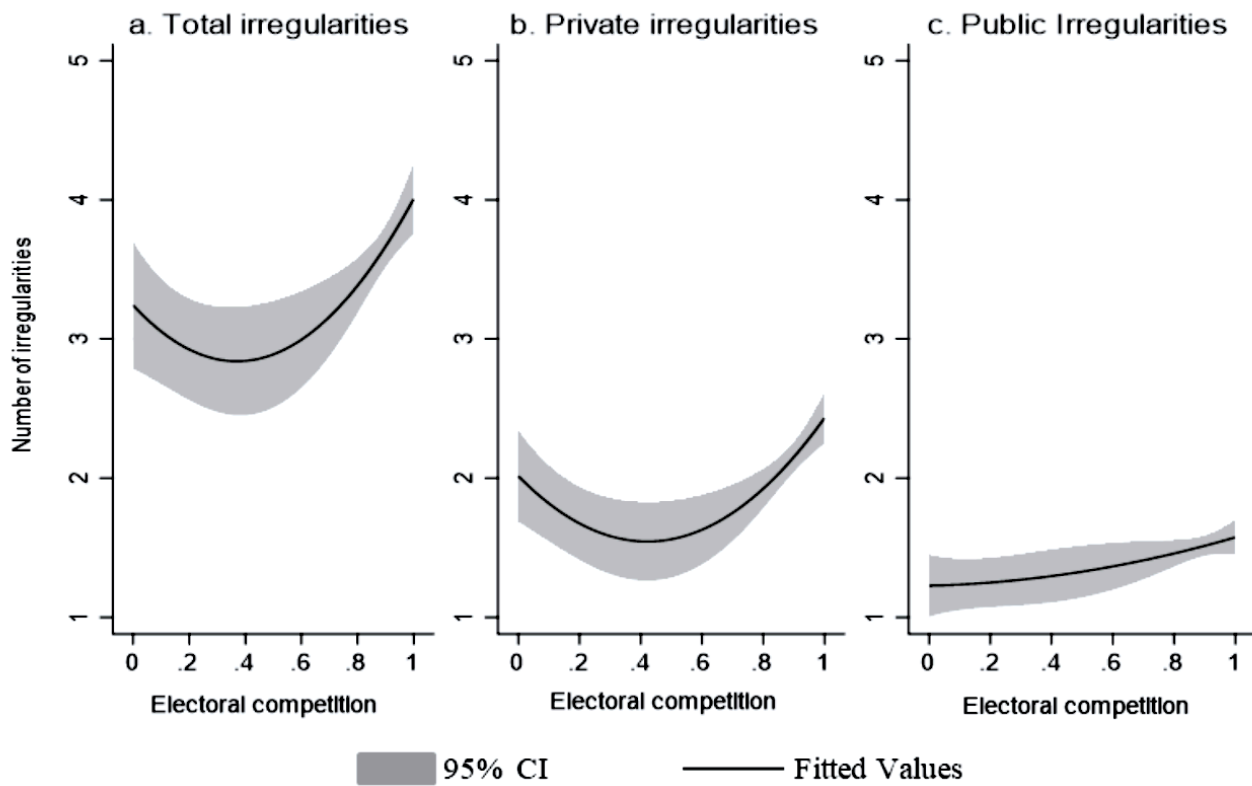 a. Total irregularities
b. Private irregularities
c. Public Irregularities
Number of irregularities
5
4
3
2
1
0 .2 .4 .6 .8 1
Electoral competition
5
4
3
2
1
0 .2 .4 .6 .8 1
Electoral competition
5
4
3
2
1
0 .2 .4 .6 .8 1
Electoral competition
95% CI
Fitted Values